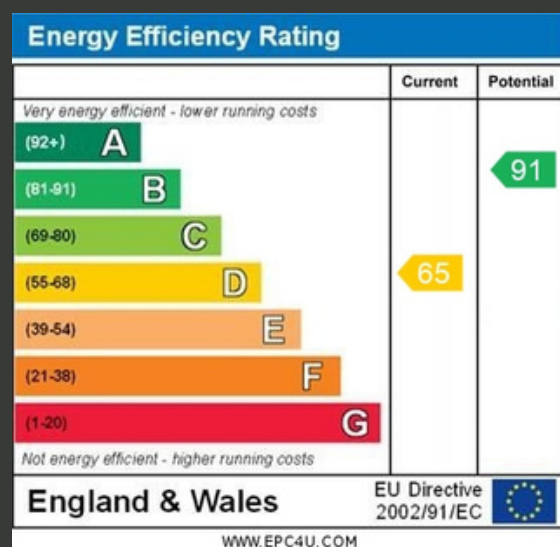 Energy Efficiency Rating
Current Potential
Very energy efficient - lower running costs
(92+) A
(81-91) B
91
(69-80) C
(55-68) D
65
(39-54) E
(21-38) F
(1-20) G
Not energy efficient - higher running costs
England & Wales
EU Directive
2002/91/EC
WWW.EPC4U.COM